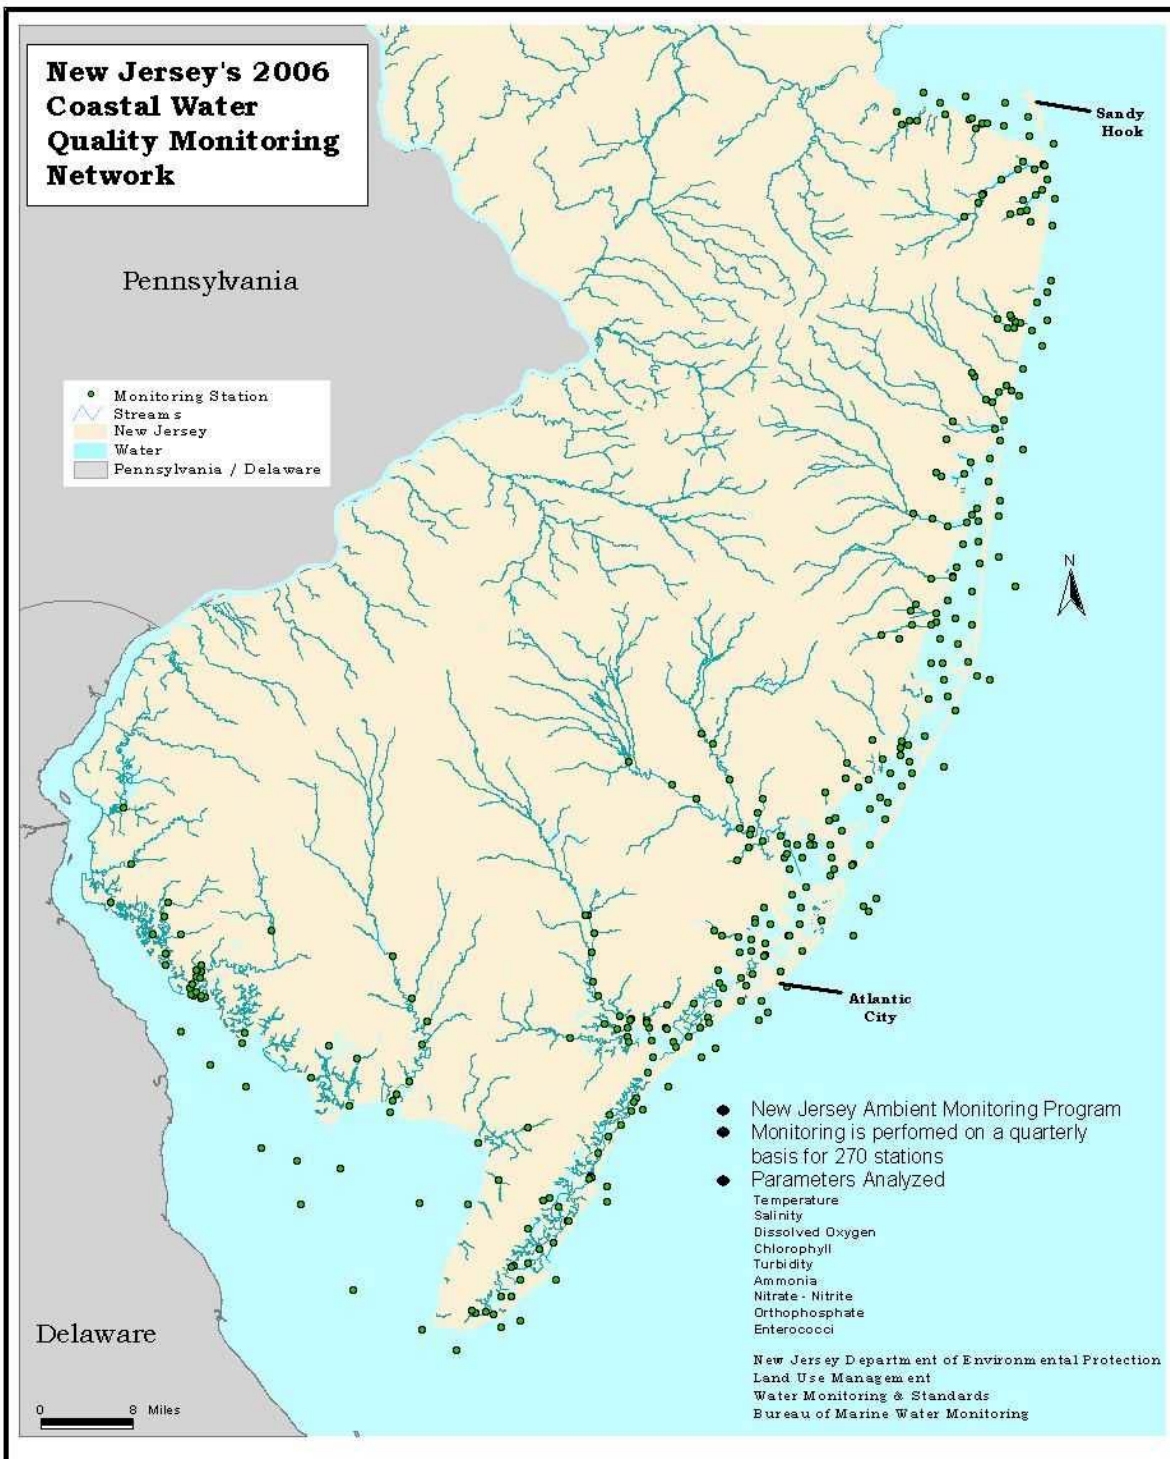 New Jersey's 2006
Coastal Water
Quality Monitoring
Network
Sandy
Hook
Pennsylvania
Monitoring Station
Streams
New Jersey
Water
Pennsylvania / Delaware
N
Atlantic
City
New Jersey Ambient Monitoring Program
Monitoring is perfomed on a quarterly
basis for 270 stations
Parameters Analyzed
Temperature
Salinity
Dissolved Oxygen
Chlorophyll
Turbidity
Ammonia
Nitrate - Nitrite
Orthophosphate
Enterococci
Delaware
New Jersey Department of Environmental Protection
Land Use Management
Water Monitoring & Standards
Bureau of Marine Water Monitoring
0 8 Miles